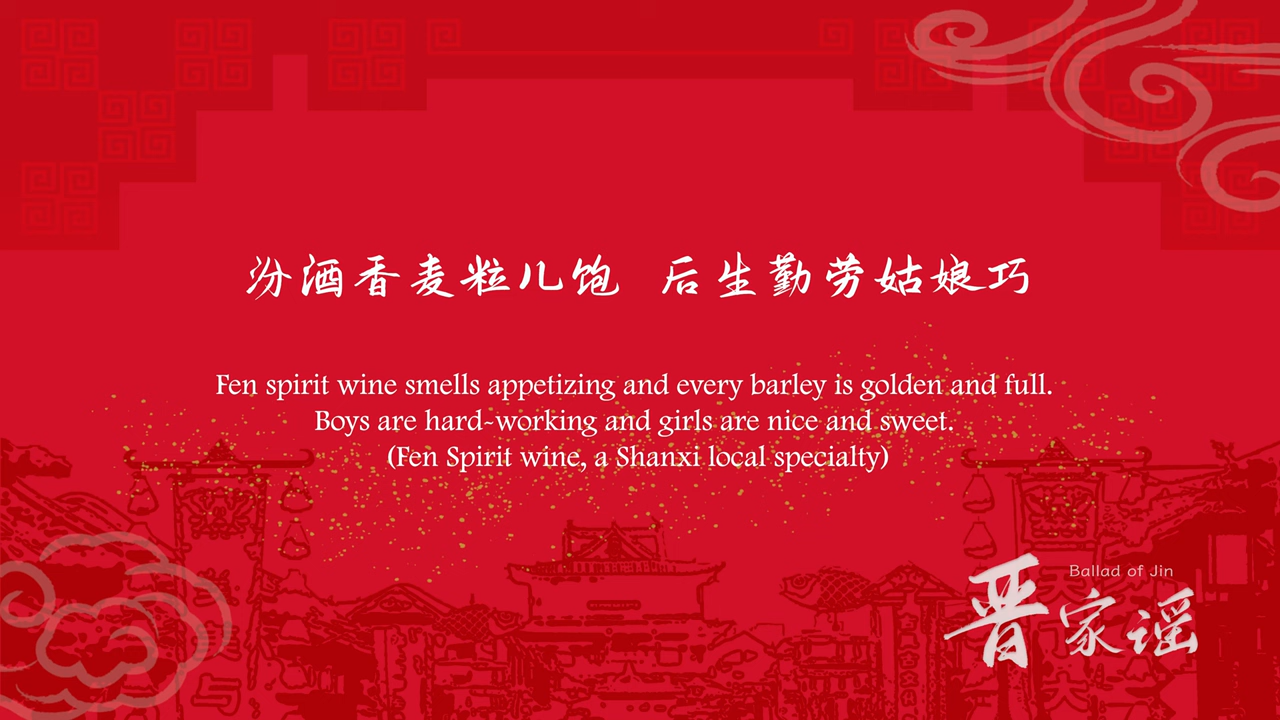 汾酒香麦粒儿饱 后生勤劳姑娘巧
Fen spirit wine smells appetizing and every barley is golden and full.
Boys are hard-working and girls are nice and sweet.
(Fen Spirit wine, a Shanxi local specialty)
Ballad of Jin
晋家谣